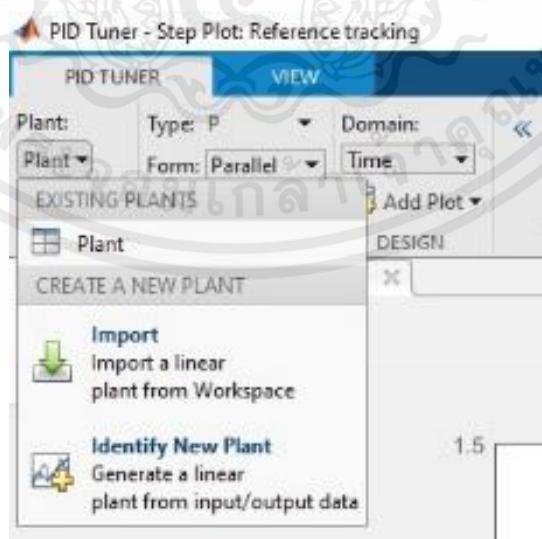 PID Tuner - Step Plot: Reference tracking
PID TUNER VIEW
Plant: Type: P Domain:
Plant Form: Parallel Time
EXISTING PLANTS Add Plot
Plant DESIGN
CREATE A NEW PLANT
Import
Import a linear
plant from Workspace
Identify New Plant
Generate a linear
plant from input/output data
1.5